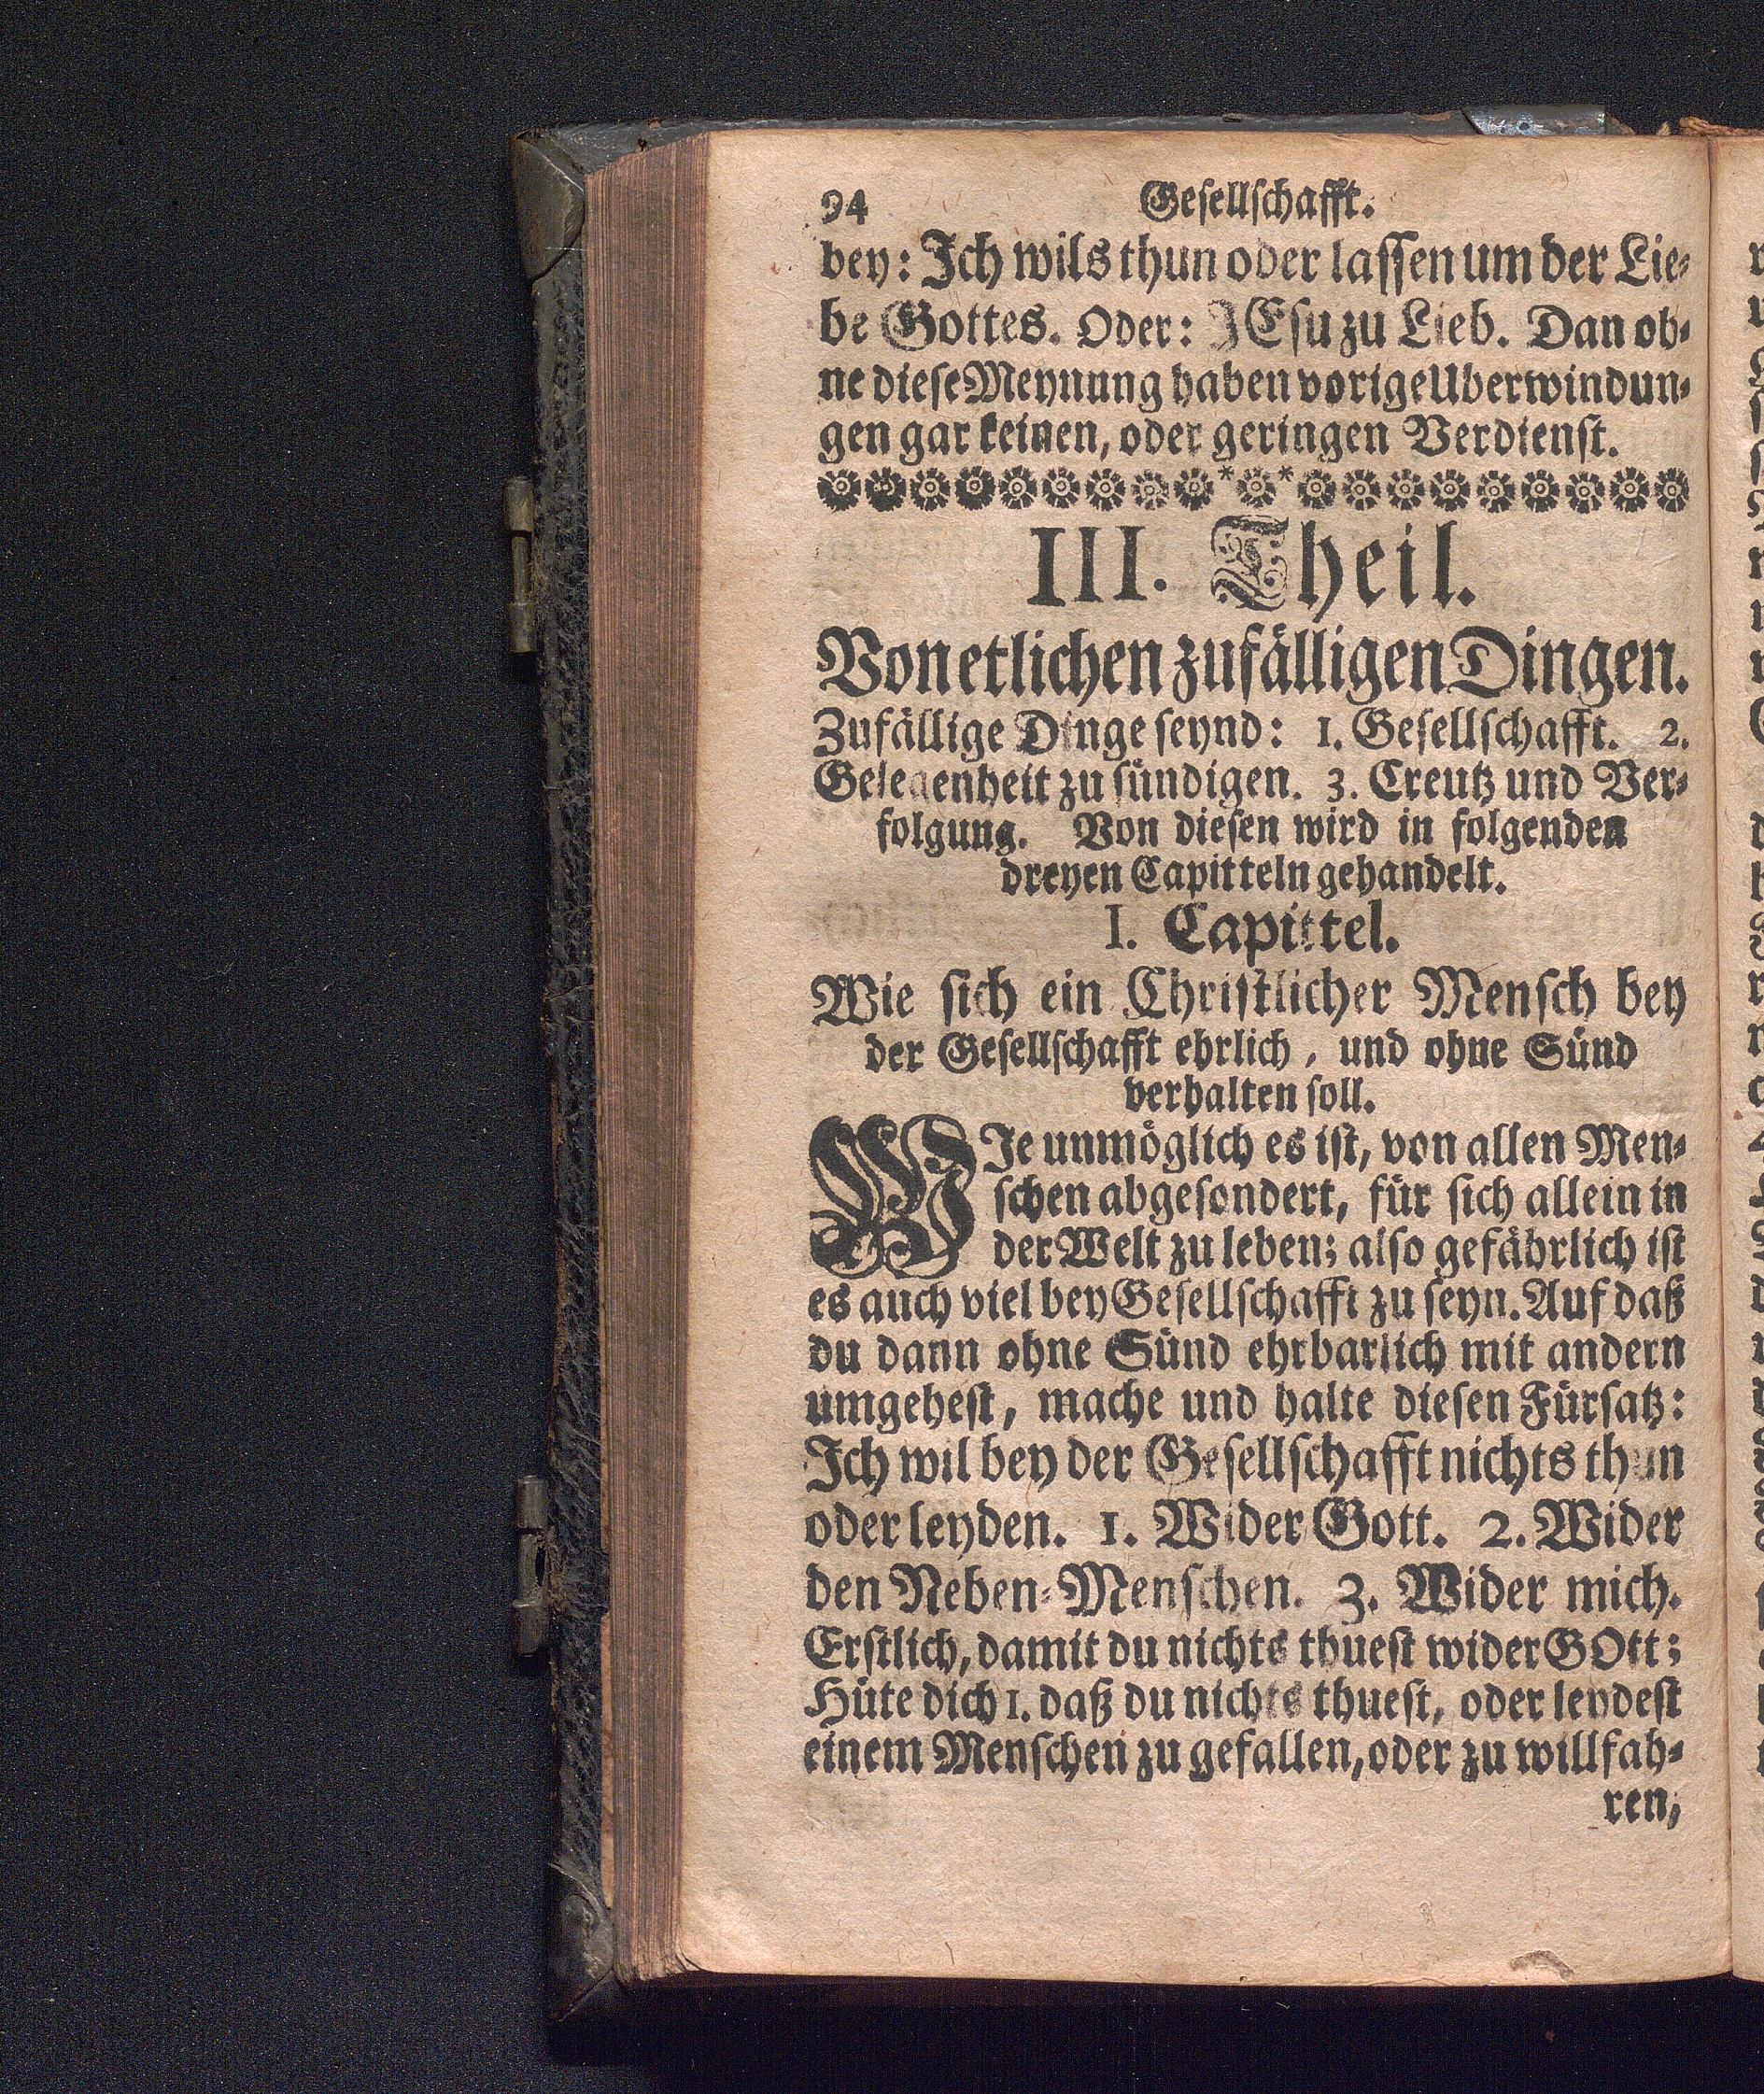 94 Gesellschafft.
bey: Ich wils thun oder lassen um der Lie-
be Gottes. Oder: JEsu zu Lieb. Dan oh-
ne diese Meynung haben vorige Uberwindun-
gen gar keinen, oder geringen Verdienst.
III. Theil.
Von etlichen zufälligen Dingen.
Zufällige Dinge seynd: 1. Gesellschafft. 2.
Gelegenheit zu sündigen. 3. Creutz und Ver-
folgung. Von diesen wird in folgenden
dreyen Capitteln gehandelt.
I. Capittel.
Wie sich ein Christlicher Mensch bey
der Gesellschafft ehrlich, und ohne Sünd
verhalten soll.
WIe unmöglich es ist, von allen Men-
schen abgesondert, für sich allein in
der Welt zu leben; also gefährlich ist
es auch viel bey Gesellschafft zu seyn. Auf daß
du dann ohne Sünd ehrbarlich mit andern
umgehest, mache und halte diesen Fürsatz:
Ich wil bey der Gesellschafft nichts thun
oder leyden. 1. Wider Gott. 2. Wider
den Neben-Menschen. 3. Wider mich.
Erstlich, damit du nichts thuest wider GOtt;
Hüte dich 1. daß du nichts thuest, oder leydest
einem Menschen zu gefallen, oder zu willfah-
ren,